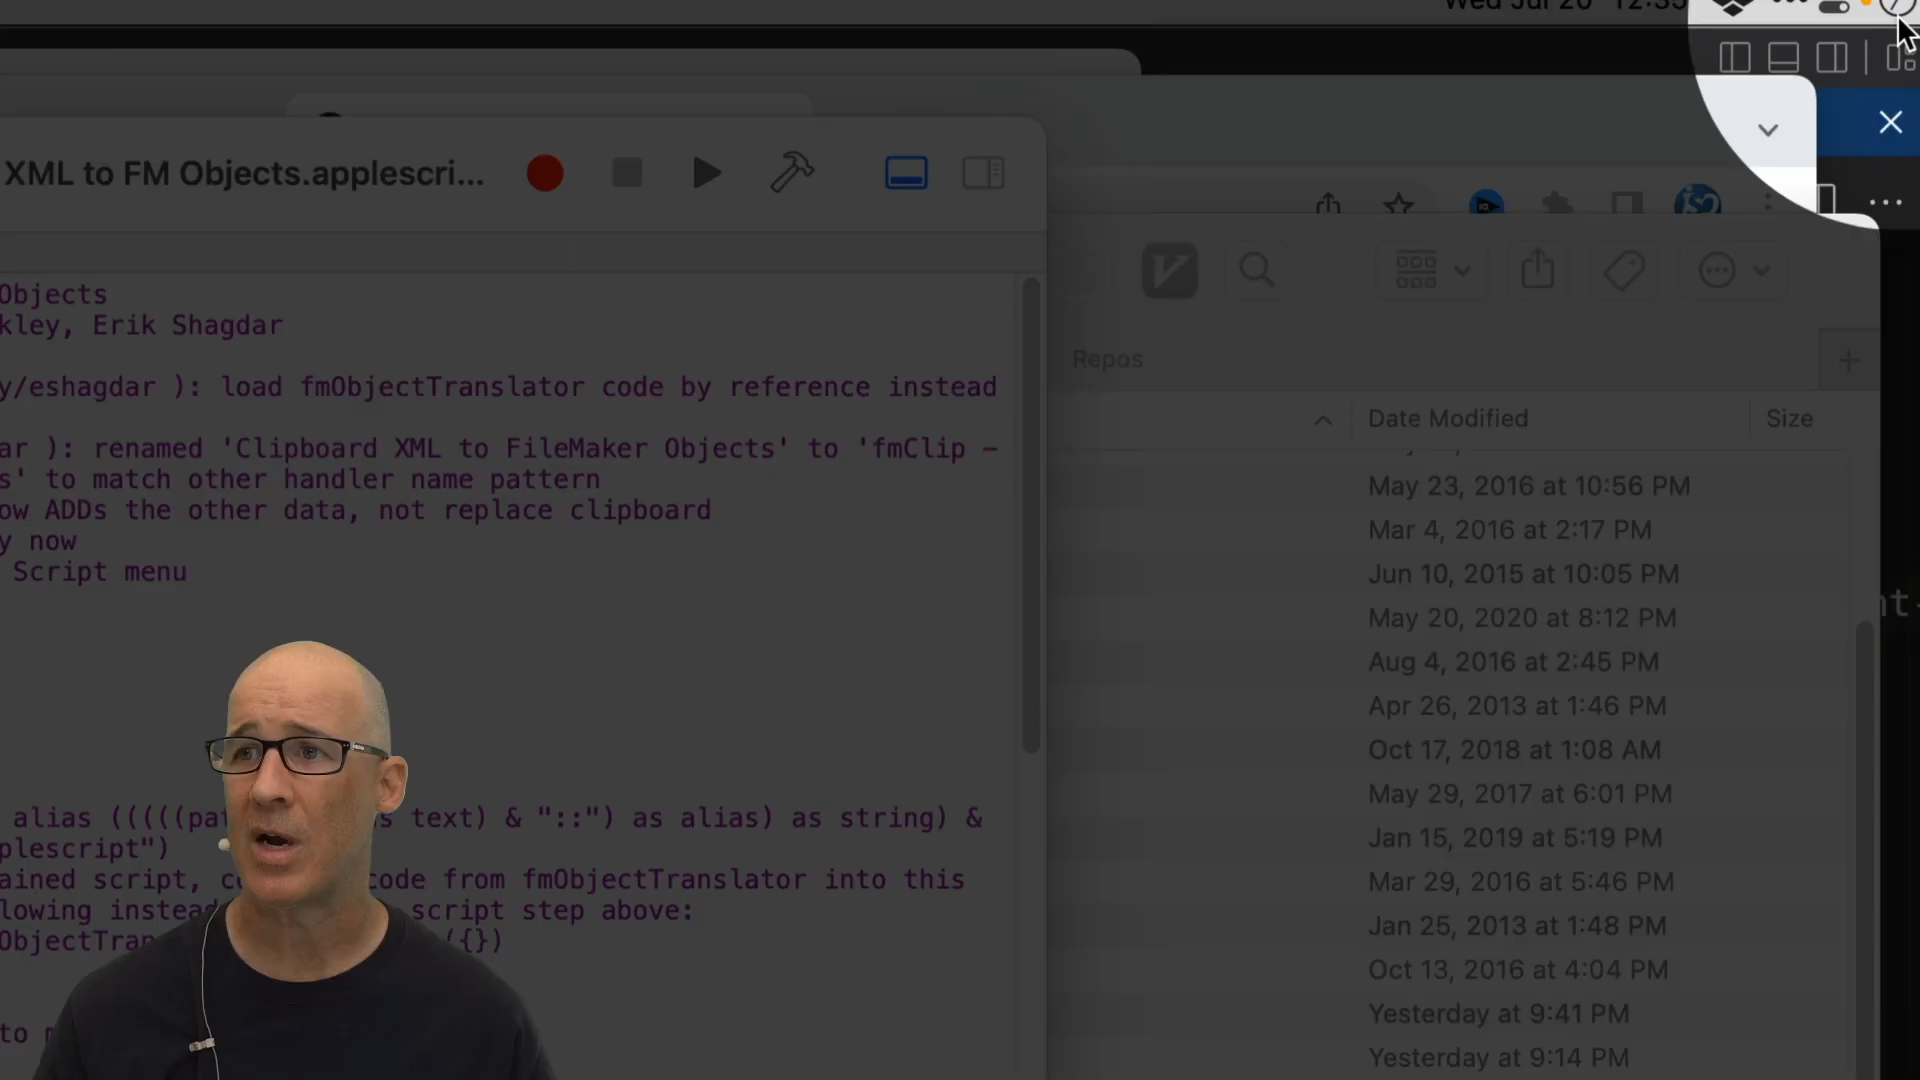 Wed Jul 20 12:35
XML to FM Objects.applescri...
Objects
kley, Erik Shagdar
y/eshagdar ): load fmObjectTranslator code by reference instead
ar ): renamed 'Clipboard XML to FileMaker Objects' to 'fmClip –
s' to match other handler name pattern
ow ADDs the other data, not replace clipboard
y now
Script menu
alias (((((pa s text) & "::") as alias) as string) &
plescript")
ained script, c code from fmObjectTranslator into this
lowing instead script step above:
ObjectTran ({})
to
Repos
Date Modified
Size
May 23, 2016 at 10:56 PM
Mar 4, 2016 at 2:17 PM
Jun 10, 2015 at 10:05 PM
May 20, 2020 at 8:12 PM
Aug 4, 2016 at 2:45 PM
Apr 26, 2013 at 1:46 PM
Oct 17, 2018 at 1:08 AM
May 29, 2017 at 6:01 PM
Jan 15, 2019 at 5:19 PM
Mar 29, 2016 at 5:46 PM
Jan 25, 2013 at 1:48 PM
Oct 13, 2016 at 4:04 PM
Yesterday at 9:41 PM
Yesterday at 9:14 PM